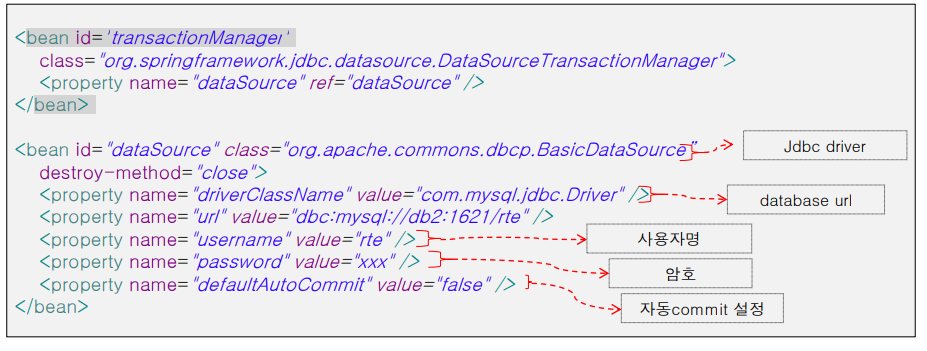 <bean id='transactionManager'
class="org.springframework.jdbc.datasource.DataSourceTransactionManager">
<property name="dataSource" ref="dataSource" />
</bean>
<bean id="dataSource" class="org.apache.commons.dbcp.BasicDataSource"
Jdbc driver
destroy-method="close">
<property name="driverClassName" value="com.mysql.jdbc.Driver" />
database url
<property name="url" value="dbc:mysql://db2:1621/rte" />
<property name="username" value="rte" />
사용자명
<property name="password" value="xxx" />
암호
<property name="defaultAutoCommit" value="false" />
자동commit 설정
</bean>